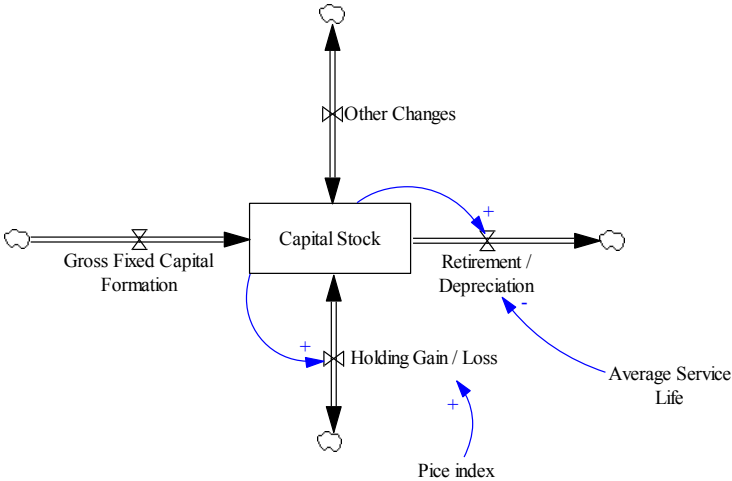 Other Changes
+
Capital Stock
Gross Fixed Capital
Formation
Retirement /
Depreciation
-
+
Holding Gain / Loss
Average Service
Life
+
Pice index